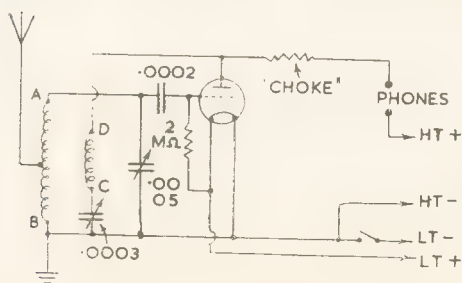 .0002
"CHOKE"
PHONES
HT+
A
D
2
MΩ
.00
05
C
B
.0003
HT-
LT-
LT+